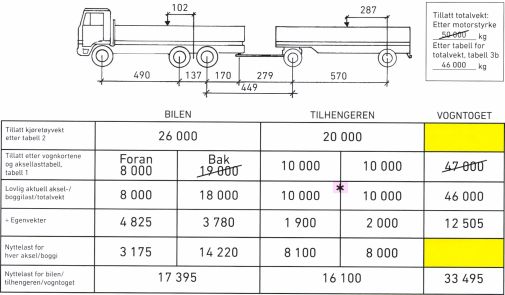 102
287
490
137
170
279
570
449
Tillatt totalvekt:
Etter motorstyrke
50 000 kg
Etter tabell for
totalvekt, tabell 3b
46 000 kg
BILEN TILHENGEREN VOGNTOGET
Tillatt kjøretøyvekt
etter tabell 2
26 000 20 000
Tillatt etter vognkortene
og aksellasttabell,
tabell 1
Foran Bak
8 000 19 000 10 000 10 000 47 000
Lovlig aktuell aksel-/
boggilast/totalvekt
8 000 18 000 10 000 * 10 000 46 000
÷ Egenvekter 4 825 3 780 1 900 2 000 12 505
Nyttelast for
hver aksel/boggi
3 175 14 220 8 100 8 000
Nyttelast for bilen/
tilhengeren/vogntoget
17 395 16 100 33 495